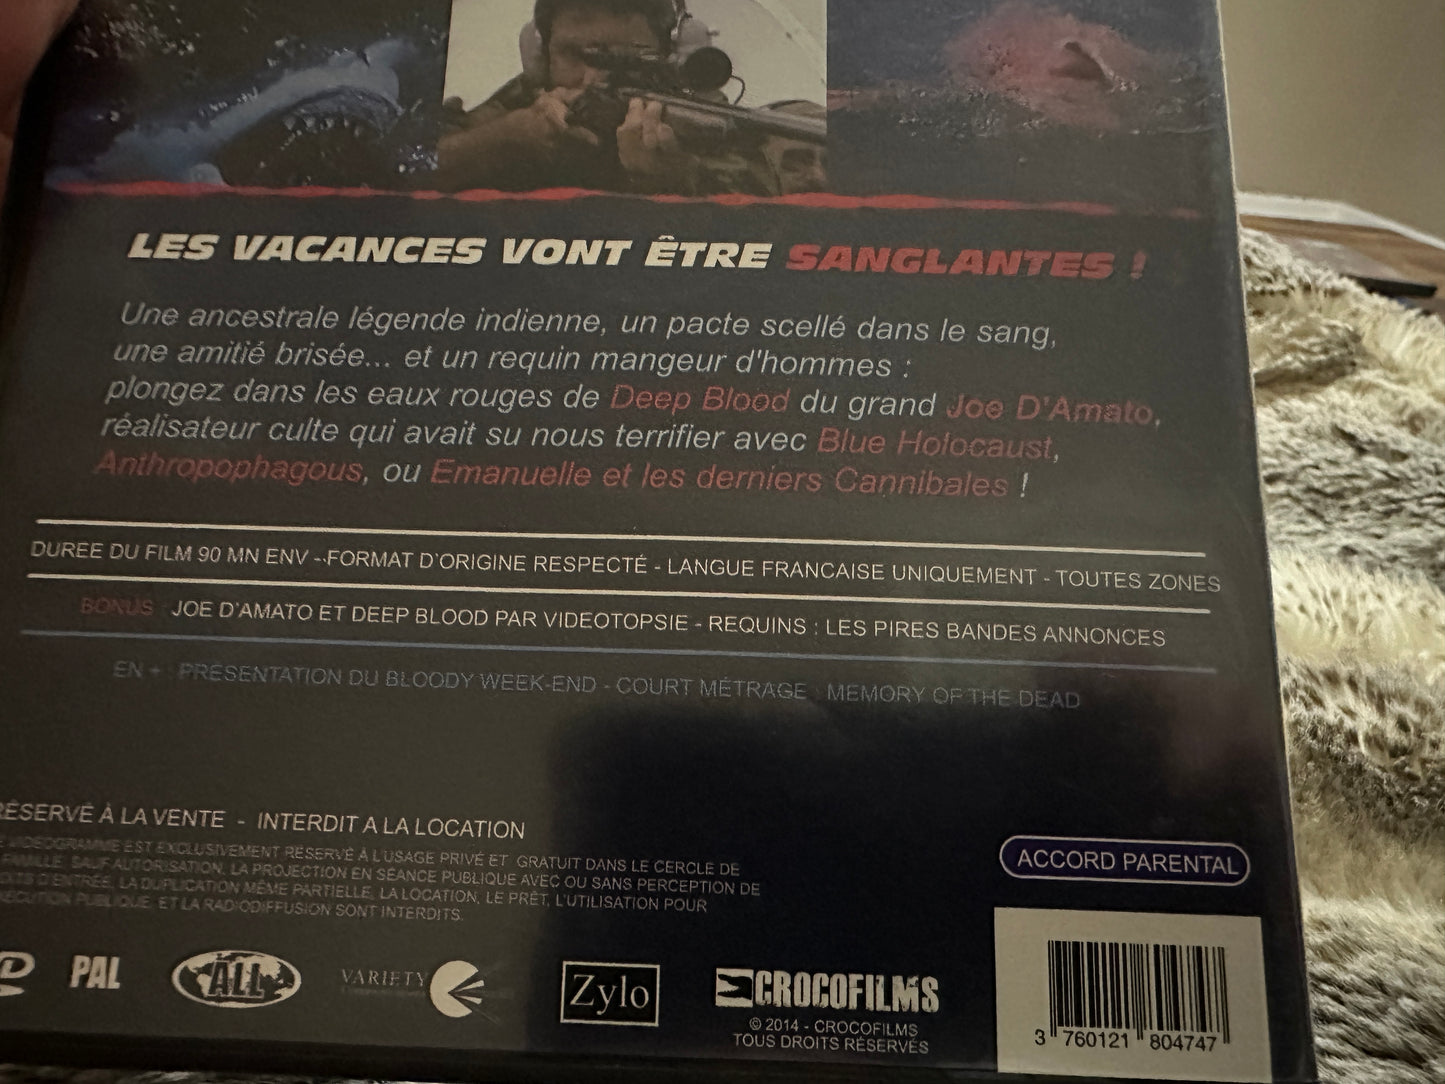 LES VACANCES VONT ÊTRE SANGLANTES !
Une ancestrale légende indienne, un pacte scellé dans le sang,
une amitié brisée... et un requin mangeur d'hommes :
plongez dans les eaux rouges de Deep Blood du grand Joe D'Amato,
réalisateur culte qui avait su nous terrifier avec Blue Holocaust,
Anthropophagous, ou Emanuelle et les derniers Cannibales !
DUREE DU FILM 90 MN ENV - FORMAT D'ORIGINE RESPECTÉ - LANGUE FRANCAISE UNIQUEMENT - TOUTES ZONES
BONUS JOE D'AMATO ET DEEP BLOOD PAR VIDEOTOPSIE - REQUINS : LES PIRES BANDES ANNONCES
EN + : PRÉSENTATION DU BLOODY WEEK-END - COURT MÉTRAGE : MEMORY OF THE DEAD
RÉSERVÉ À LA VENTE - INTERDIT A LA LOCATION
VIDEOGRAMME EST EXCLUSIVEMENT RÉSERVÉ À L'USAGE PRIVÉ ET GRATUIT DANS LE CERCLE DE
FAMILLE. SAUF AUTORISATION, LA PROJECTION EN SÉANCE PUBLIQUE AVEC OU SANS PERCEPTION DE
D'ENTRÉE, LA DUPLICATION MÊME PARTIELLE, LA LOCATION, LE PRÊT, L'UTILISATION POUR
PUBLIQUE ET LA RADIODIFFUSION SONT INTERDITS.
ACCORD PARENTAL
PAL
ALL
VARIETY
Zylo
CROCOFILMS
© 2014 - CROCOFILMS
TOUS DROITS RÉSERVÉS
3 760121 804747